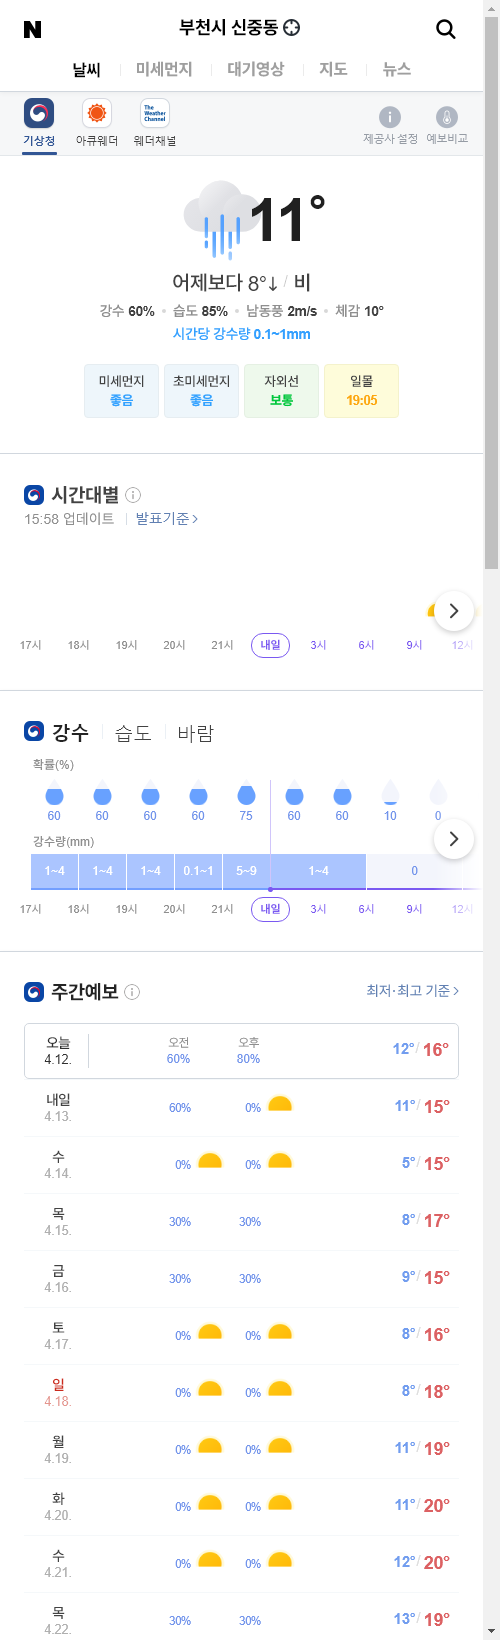 N
부천시 신중동
날씨 미세먼지 대기영상 지도 뉴스
The Weather Channel
기상청 아큐웨더 웨더채널 제공사 설정 예보비교
11°
어제보다 8°↓ / 비
강수 60% 습도 85% 남동풍 2m/s 체감 10°
시간당 강수량 0.1~1mm
미세먼지 초미세먼지 자외선 일몰
좋음 좋음 보통 19:05
시간대별
15:58 업데이트 발표기준
17시 18시 19시 20시 21시 내일 3시 6시 9시 12시
강수 습도 바람
확률(%)
60 60 60 60 75 60 60 10 0
강수량(mm)
1~4 1~4 1~4 0.1~1 5~9 1~4 0
17시 18시 19시 20시 21시 내일 3시 6시 9시 12시
주간예보 최저·최고 기준
오늘 오전 오후
4.12. 60% 80% 12° / 16°
내일
4.13. 60% 0% 11° / 15°
수
4.14. 0% 0% 5° / 15°
목
4.15. 30% 30% 8° / 17°
금
4.16. 30% 30% 9° / 15°
토
4.17. 0% 0% 8° / 16°
일
4.18. 0% 0% 8° / 18°
월
4.19. 0% 0% 11° / 19°
화
4.20. 0% 0% 11° / 20°
수
4.21. 0% 0% 12° / 20°
목
4.22. 30% 30% 13° / 19°